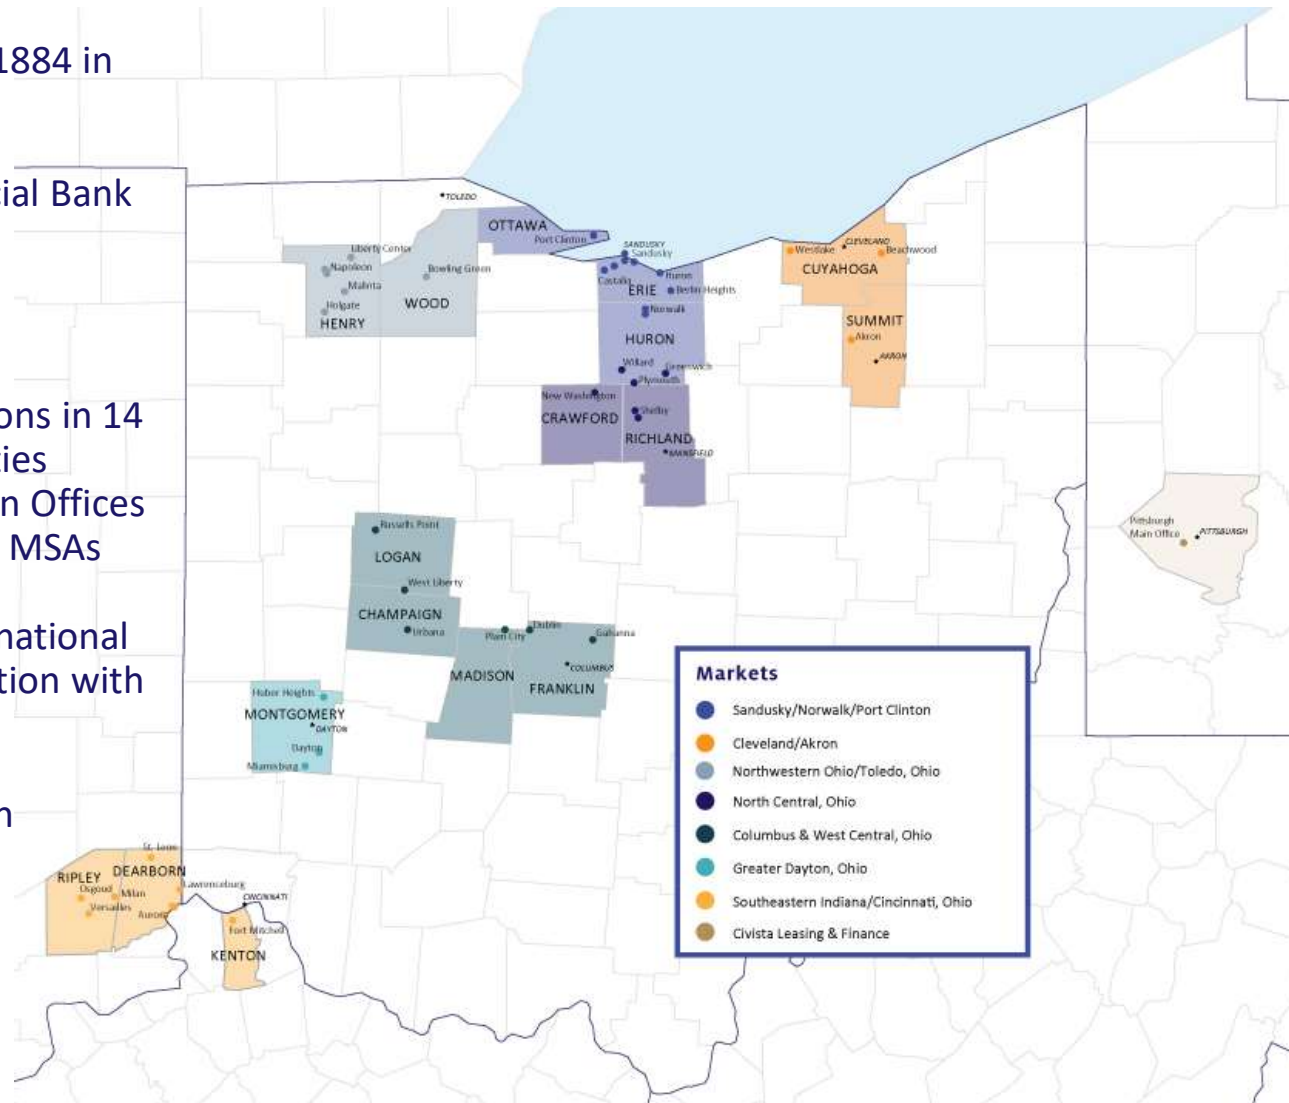 1884 in
cial Bank
ons in 14
ties
n Offices
MSAs
national
tion with
n
TOLEDO
OTTAWA
Port Clinton
SANDUSKY
Sandusky
Castalia
Huron
ERIE
Berlin Heights
Norwalk
HURON
Willard
Greenwich
Plymouth
Liberty Center
Napoleon
Malinta
Holgate
HENRY
Bowling Green
WOOD
Westlake
CLEVELAND
Beachwood
CUYAHOGA
SUMMIT
Akron
AKRON
New Washington
CRAWFORD
Shelby
RICHLAND
MANSFIELD
Pittsburgh
Main Office
PITTSBURGH
Russells Point
LOGAN
West Liberty
CHAMPAIGN
Urbana
Plain City
Dublin
Gahanna
MADISON
COLUMBUS
FRANKLIN
Huber Heights
MONTGOMERY
DAYTON
Dayton
Miamisburg
St. Leon
RIPLEY
DEARBORN
Osgood
Milan
Versailles
Aurora
Lawrenceburg
CINCINNATI
Fort Mitchell
KENTON
Markets
Sandusky/Norwalk/Port Clinton
Cleveland/Akron
Northwestern Ohio/Toledo, Ohio
North Central, Ohio
Columbus & West Central, Ohio
Greater Dayton, Ohio
Southeastern Indiana/Cincinnati, Ohio
Civista Leasing & Finance